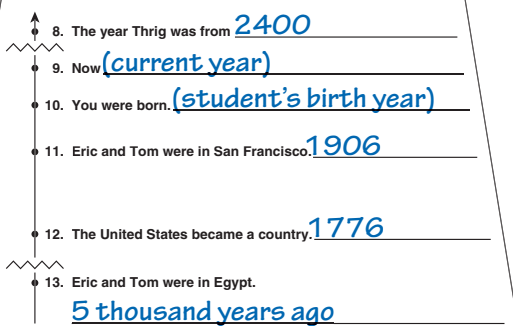 8. The year Thrig was from 2400
9. Now (current year)
10. You were born. (student's birth year)
11. Eric and Tom were in San Francisco. 1906
12. The United States became a country. 1776
13. Eric and Tom were in Egypt.
5 thousand years ago